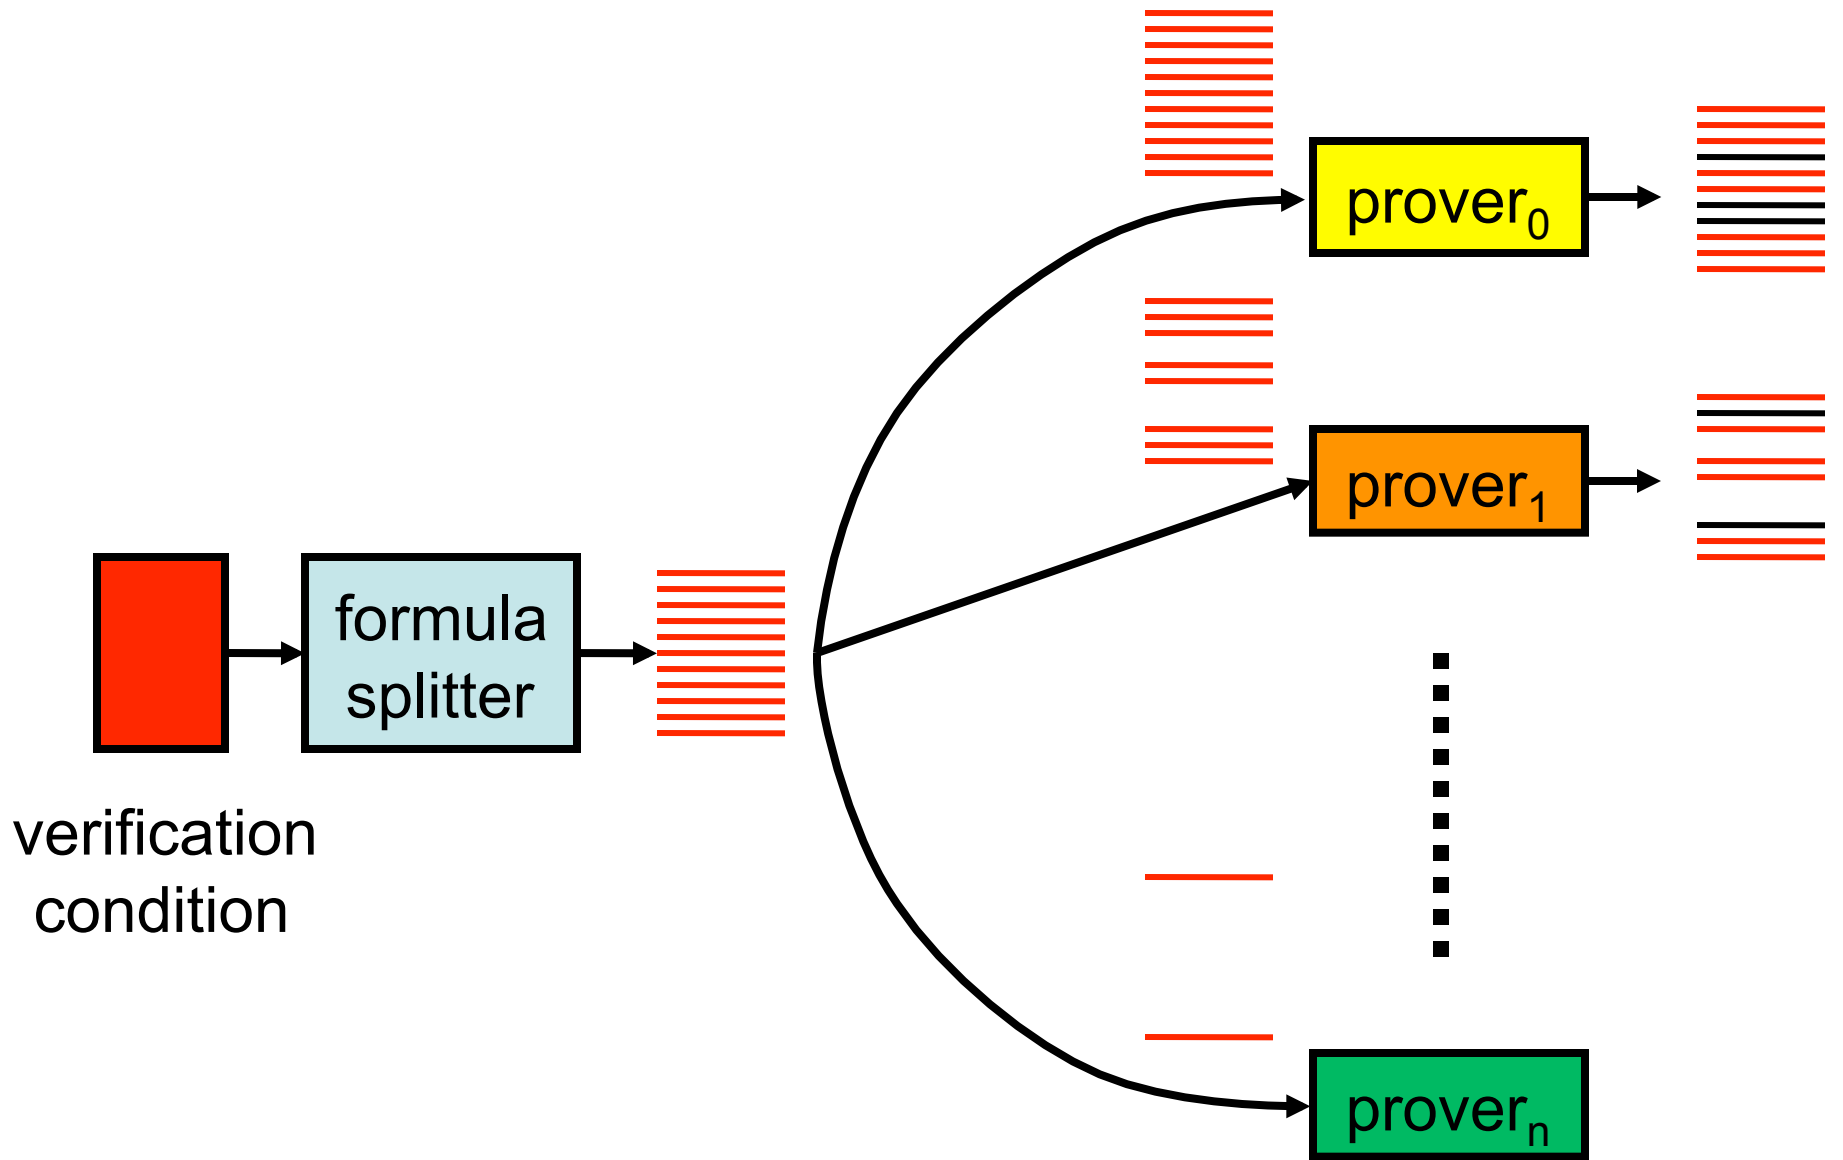 prover₀
prover₁
formula
splitter
verification
condition
proverₙ